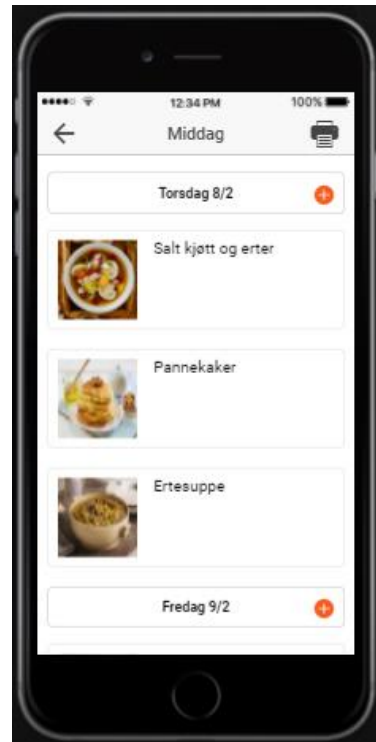 12:34 PM 100%
Middag
Torsdag 8/2
Salt kjøtt og erter
Pannekaker
Ertesuppe
Fredag 9/2